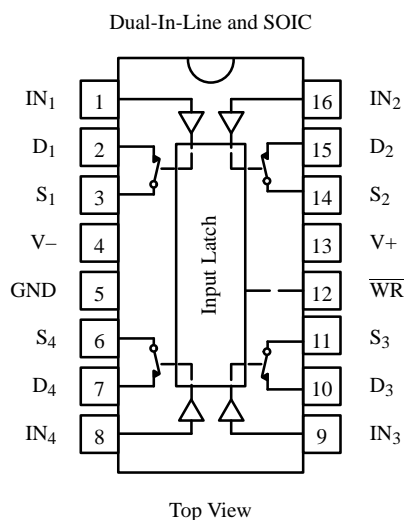 Dual-In-Line and SOIC
IN1 1 16 IN2
D1 2 15 D2
S1 3 14 S2
V– 4 13 V+
GND 5 12 WR
Input Latch
S4 6 11 S3
D4 7 10 D3
IN4 8 9 IN3
Top View